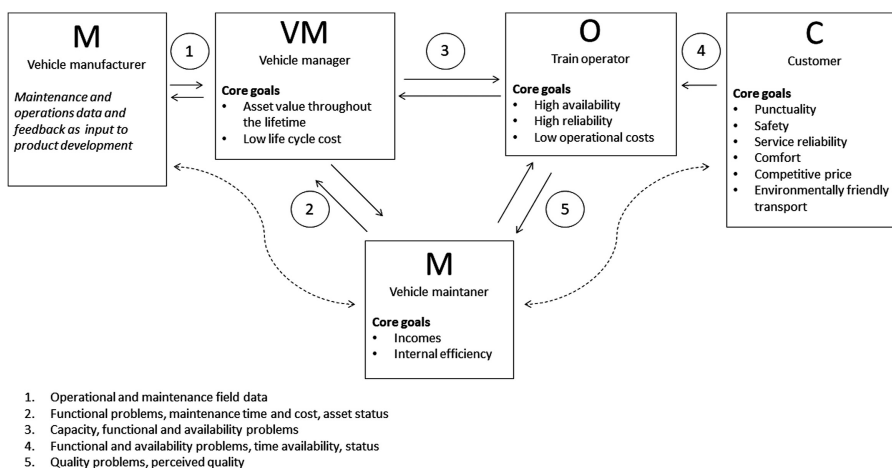 M
Vehicle manufacturer
Maintenance and
operations data and
feedback as input to
product development
1
VM
Vehicle manager
Core goals
• Asset value throughout
the lifetime
• Low life cycle cost
3
O
Train operator
Core goals
• High availability
• High reliability
• Low operational costs
4
C
Customer
Core goals
• Punctuality
• Safety
• Service reliability
• Comfort
• Competitive price
• Environmentally friendly
transport
2
5
M
Vehicle maintaner
Core goals
• Incomes
• Internal efficiency
1. Operational and maintenance field data
2. Functional problems, maintenance time and cost, asset status
3. Capacity, functional and availability problems
4. Functional and availability problems, time availability, status
5. Quality problems, perceived quality